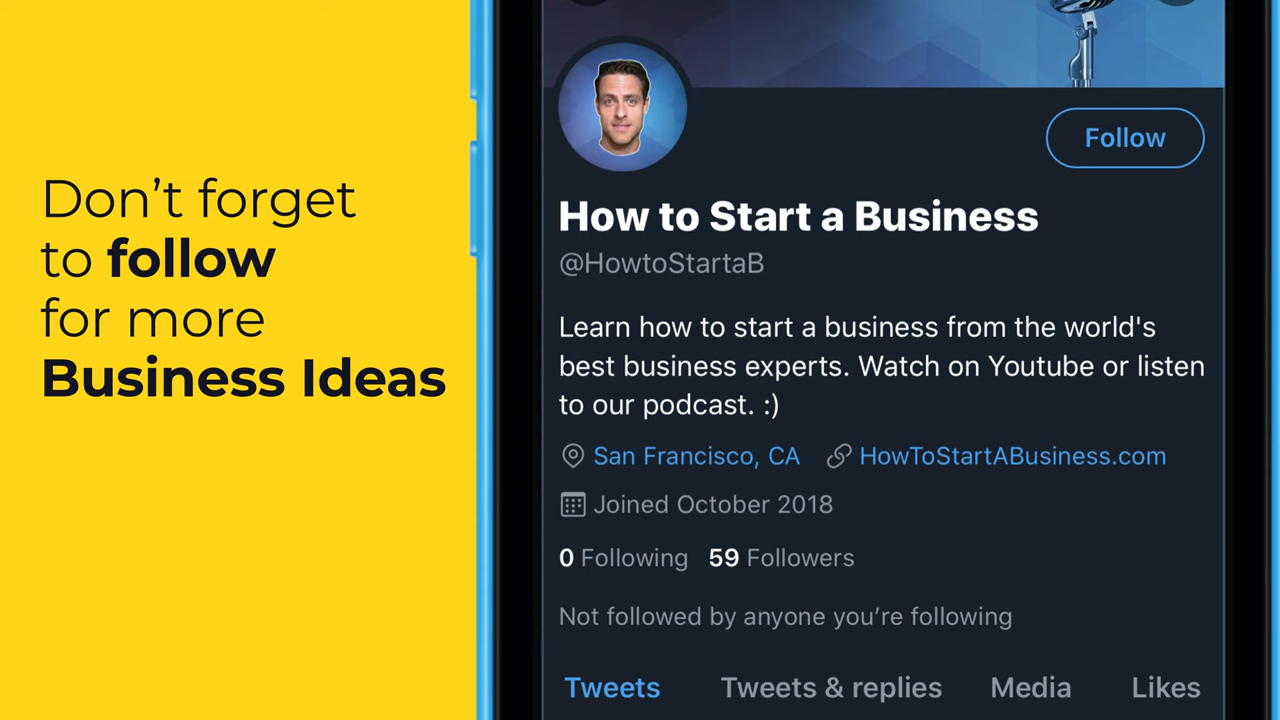 Don’t forget
to follow
for more
Business Ideas
Follow
How to Start a Business
@HowtoStartaB
Learn how to start a business from the world's
best business experts. Watch on Youtube or listen
to our podcast. :)
San Francisco, CA HowToStartABusiness.com
Joined October 2018
0 Following 59 Followers
Not followed by anyone you’re following
Tweets Tweets & replies Media Likes